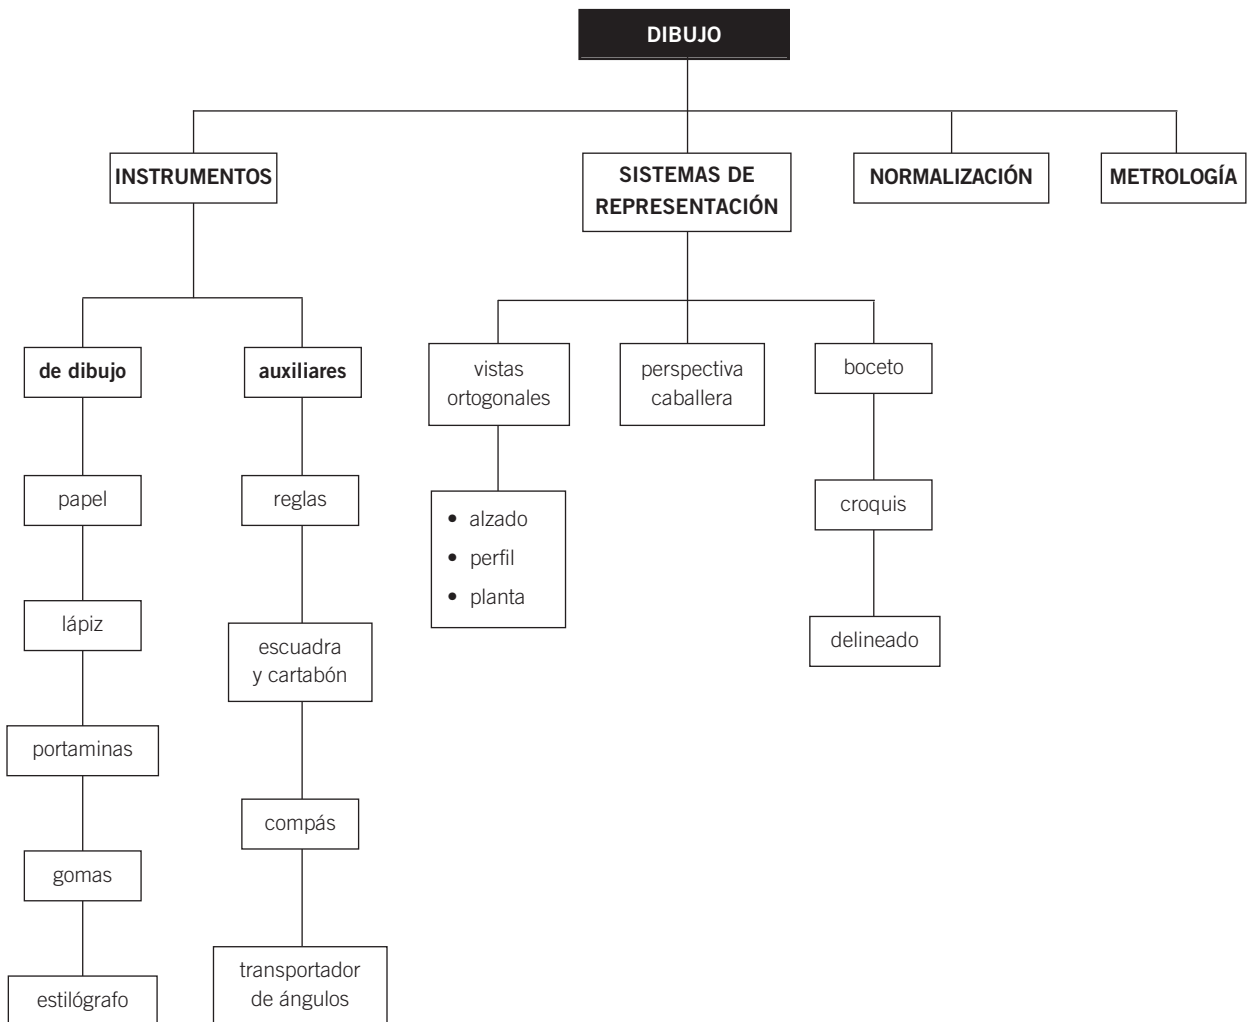 DIBUJO
INSTRUMENTOS
SISTEMAS DE
REPRESENTACIÓN
NORMALIZACIÓN
METROLOGÍA
de dibujo
papel
lápiz
portaminas
gomas
estilógrafo
auxiliares
reglas
escuadra
y cartabón
compás
transportador
de ángulos
vistas
ortogonales
• alzado
• perfil
• planta
perspectiva
caballera
boceto
croquis
delineado